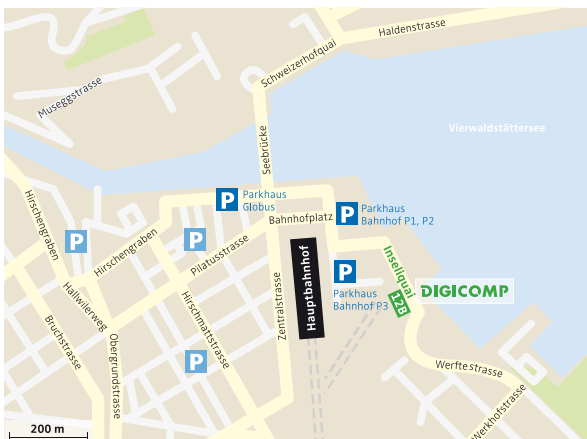 Haldenstrasse
Schweizerhofquai
Museggstrasse
Vierwaldstättersee
Seebrücke
P
Parkhaus
Globus
Bahnhofplatz
P
Parkhaus
Bahnhof P1, P2
Hirschengraben
P
Hirschengraben
P
Pilatusstrasse
Hauptbahnhof
P
Parkhaus
Bahnhof P3
Inseliquai
12B
DIGICOMP
Hallwilerweg
Bruchstrasse
Obergrundstrasse
Hirschmattstrasse
Zentralstrasse
P
Werftestrasse
Werkhofstrasse
200 m